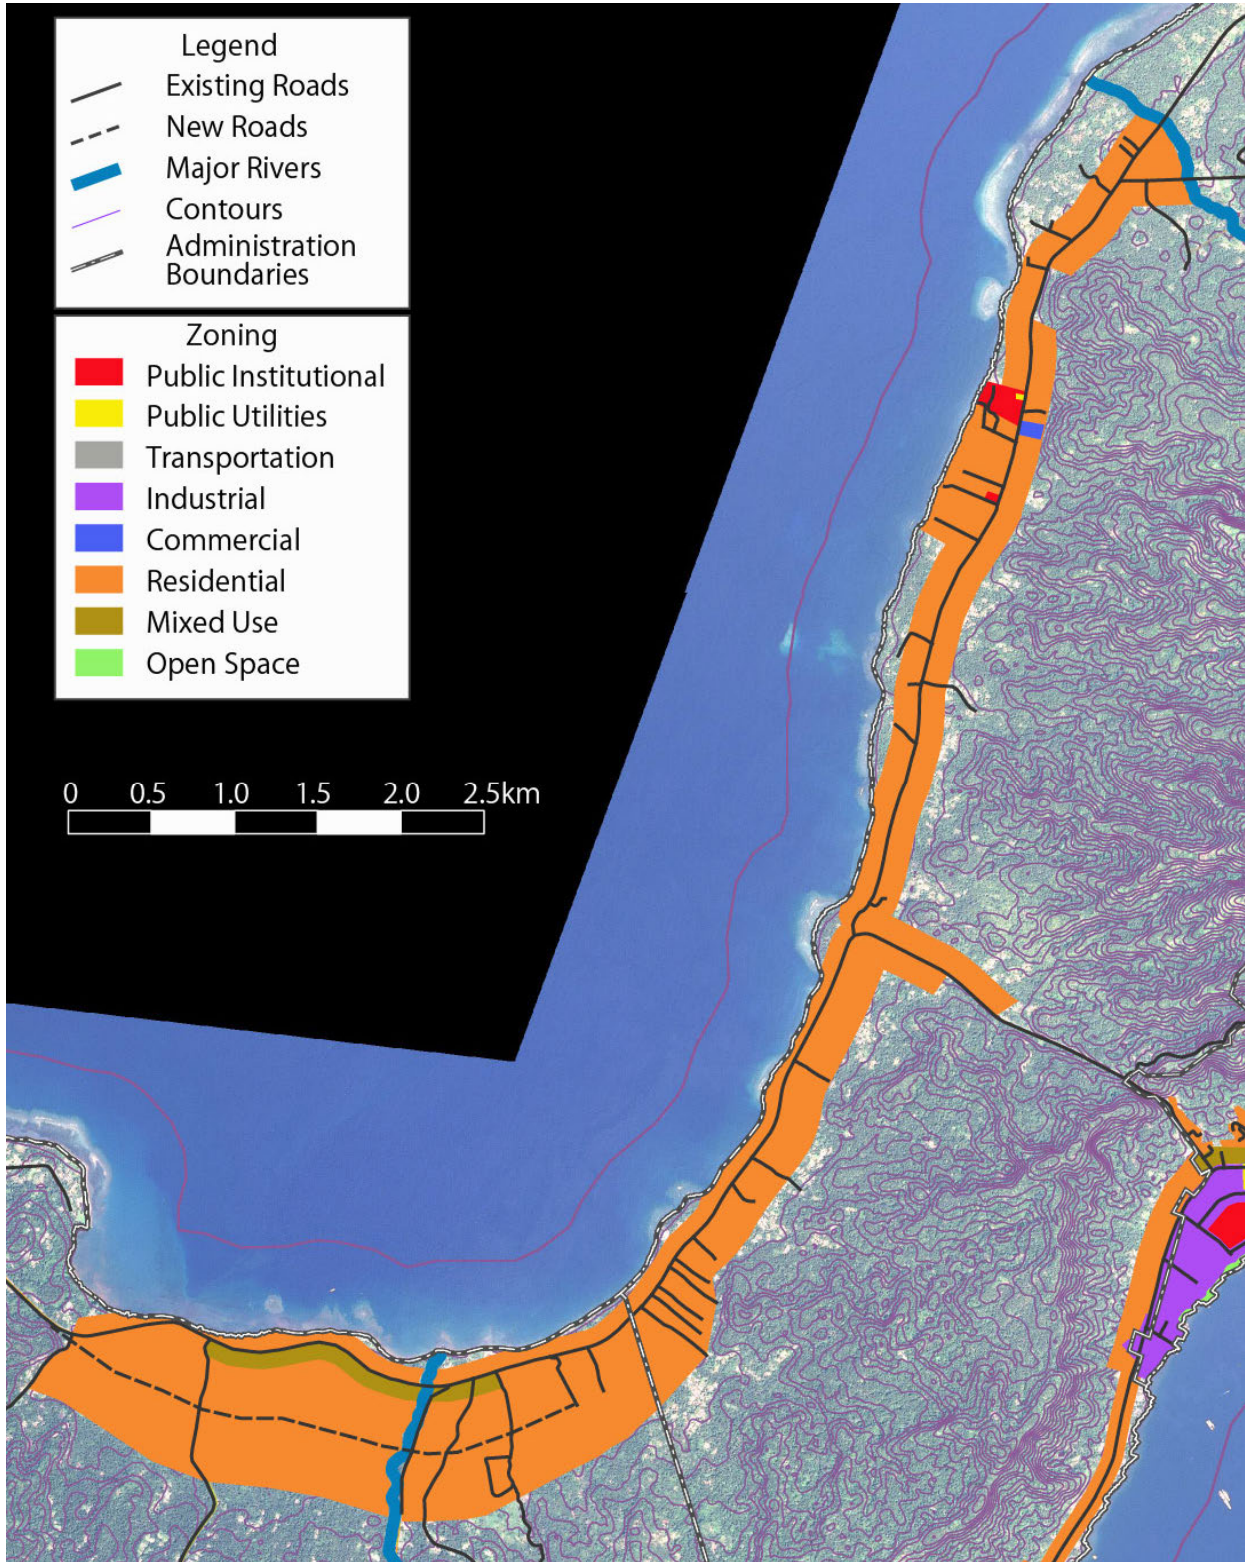 Legend
Existing Roads
New Roads
Major Rivers
Contours
Administration
Boundaries
Zoning
Public Institutional
Public Utilities
Transportation
Industrial
Commercial
Residential
Mixed Use
Open Space
0 0.5 1.0 1.5 2.0 2.5km